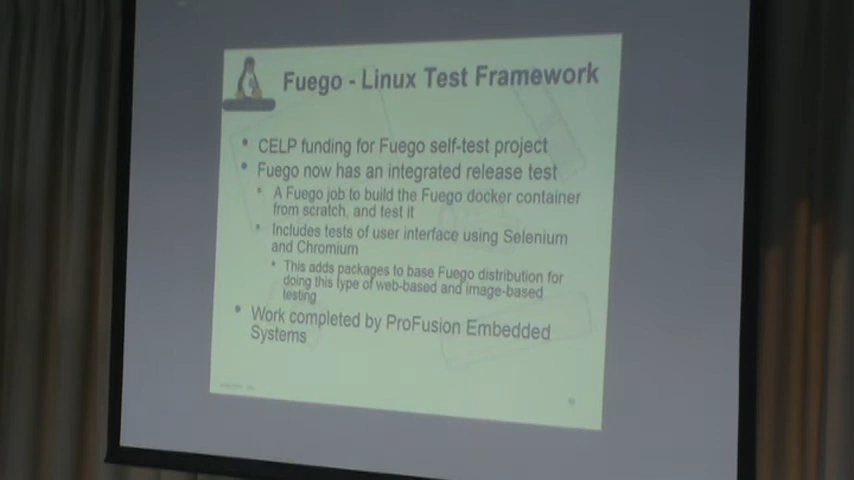 Fuego - Linux Test Framework
• CELP funding for Fuego self-test project
• Fuego now has an integrated release test
• A Fuego job to build the Fuego docker container
from scratch, and test it
• Includes tests of user interface using Selenium
and Chromium
• This adds packages to base Fuego distribution for
doing this type of web-based and image-based
testing
• Work completed by ProFusion Embedded
Systems